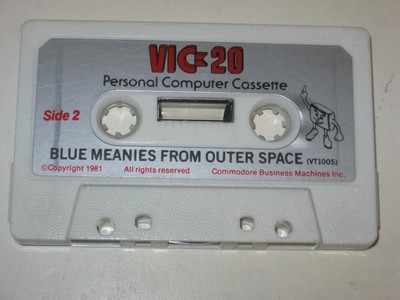 VIC-20
Personal Computer Cassette
Side 2
BLUE MEANIES FROM OUTER SPACE (VT1005)
©Copyright 1981 All rights reserved Commodore Business Machines Inc.